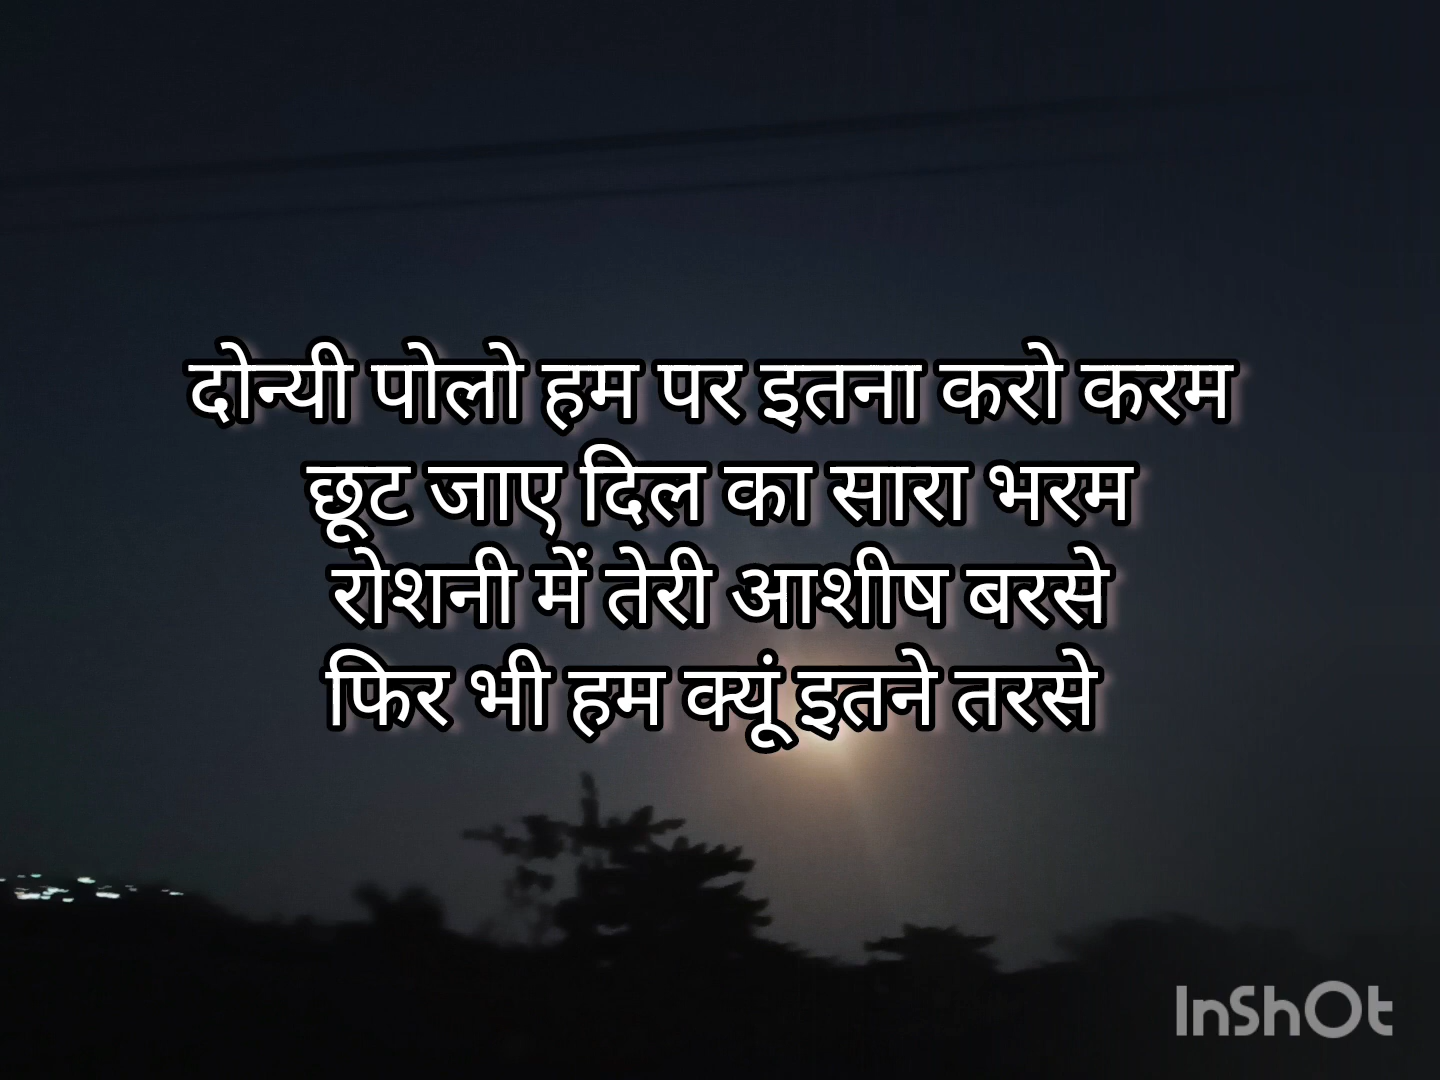 दोन्यी पोलो हम पर इतना करो करम
छूट जाए दिल का सारा भरम
रोशनी में तेरी आशीष बरसे
फिर भी हम क्यूं इतने तरसे
InShOt